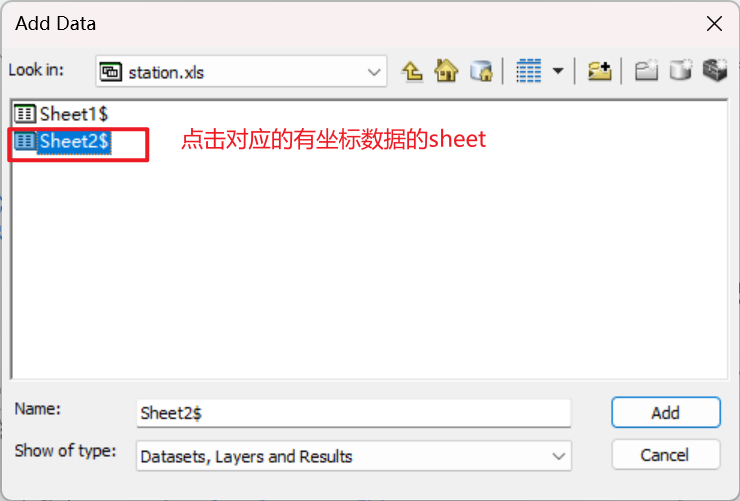 Add Data
Look in:
station.xls
Sheet1$
Sheet2$
点击对应的有坐标数据的sheet
Name:
Sheet2$
Add
Show of type:
Datasets, Layers and Results
Cancel